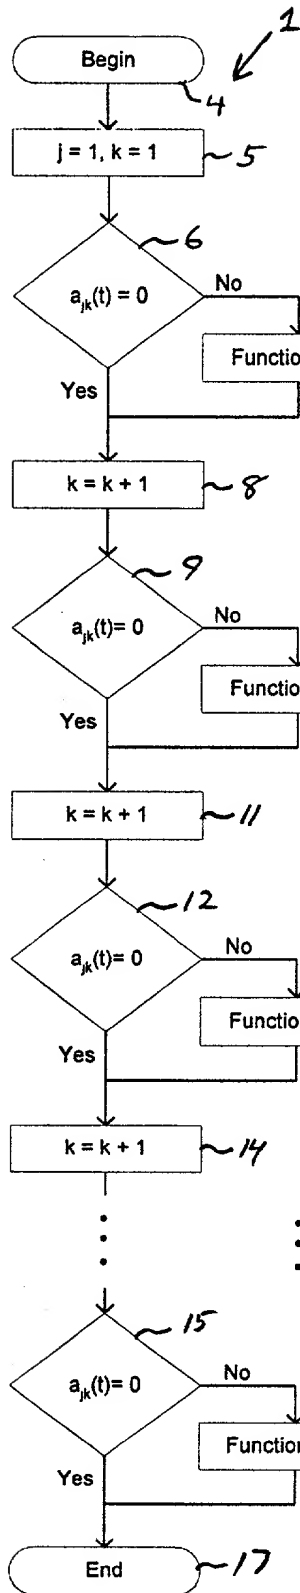 1
Begin
4
j = 1, k = 1
5
6
a_jk(t) = 0
No
Functio
Yes
k = k + 1
8
9
a_jk(t)= 0
No
Functio
Yes
k = k + 1
11
12
a_jk(t)= 0
No
Functio
Yes
k = k + 1
14
15
a_jk(t)= 0
No
Functio
Yes
End
17